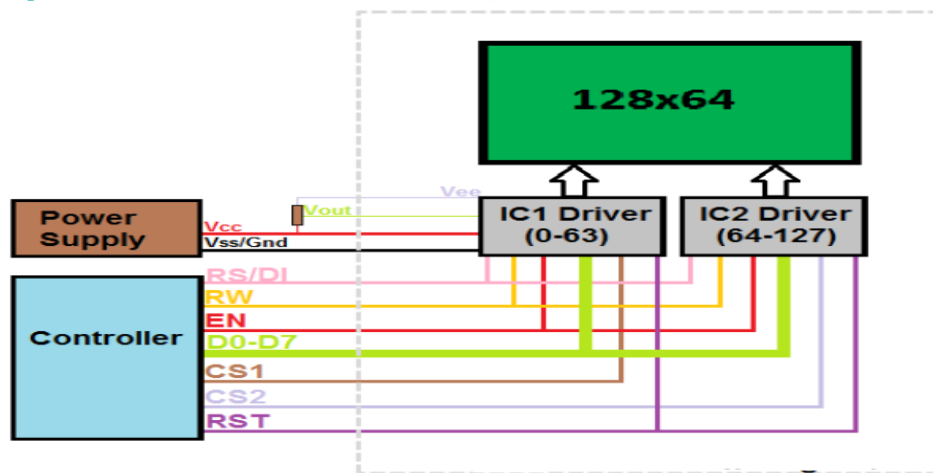 128x64
Vee
Power
Supply
Vout
Vcc
Vss/Gnd
IC1 Driver
(0-63)
IC2 Driver
(64-127)
Controller
RS/DI
RW
EN
D0-D7
CS1
CS2
RST